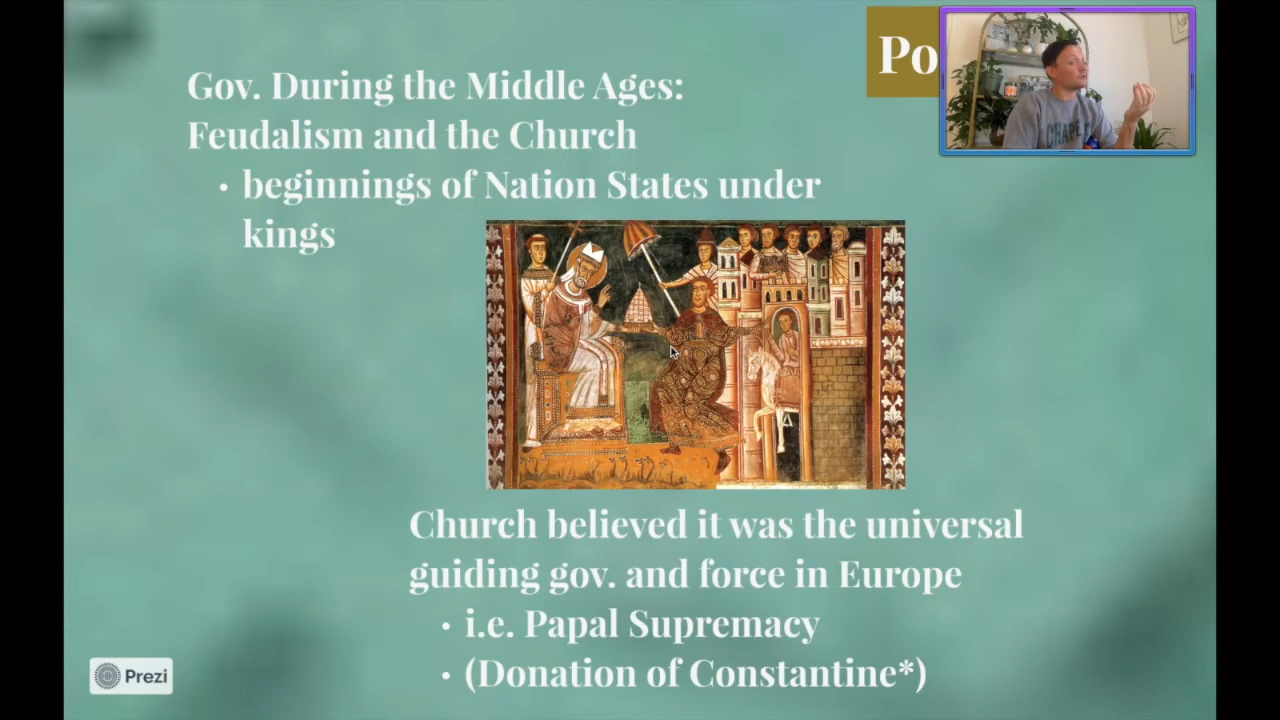 Gov. During the Middle Ages:
Feudalism and the Church
• beginnings of Nation States under
kings
Po
Church believed it was the universal
guiding gov. and force in Europe
• i.e. Papal Supremacy
• (Donation of Constantine*)
Prezi